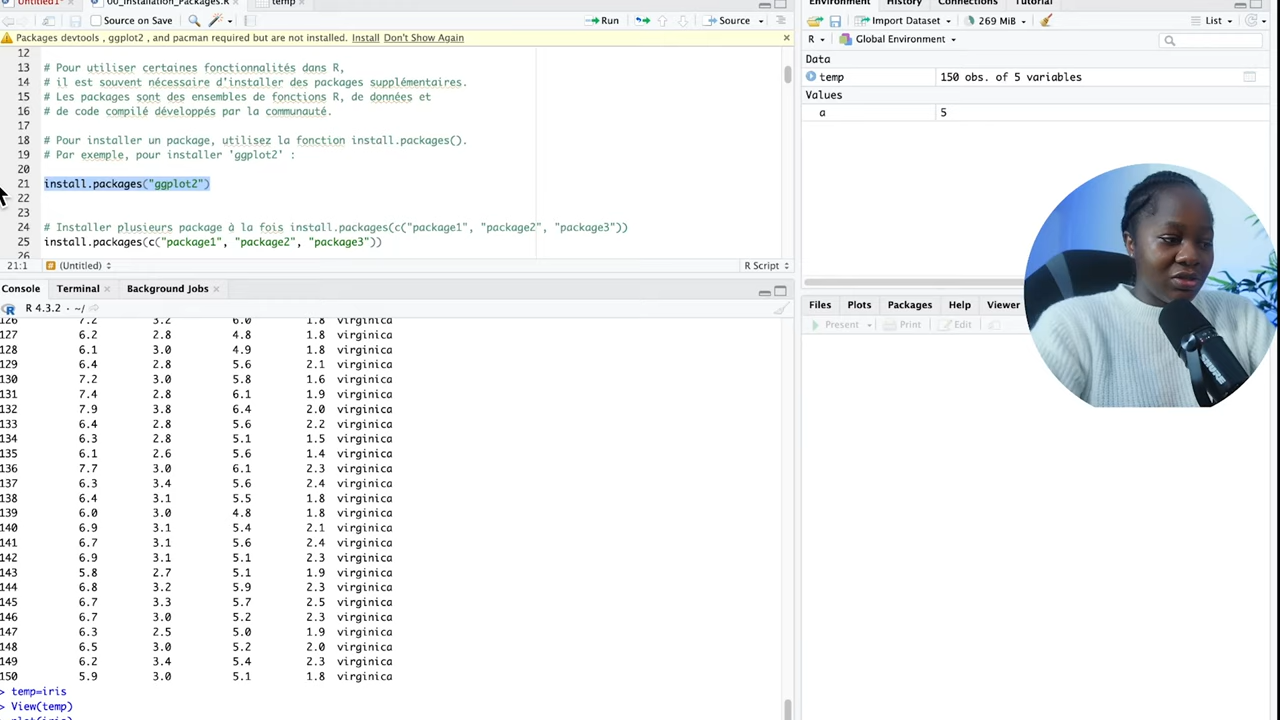 Untitled1* 00_Installation_Packages.R temp
Source on Save Run Source
Packages devtools , ggplot2 , and pacman required but are not installed. Install Don't Show Again
12
13 # Pour utiliser certaines fonctionnalités dans R,
14 # il est souvent nécessaire d'installer des packages supplémentaires.
15 # Les packages sont des ensembles de fonctions R, de données et
16 # de code compilé développés par la communauté.
17
18 # Pour installer un package, utilisez la fonction install.packages().
19 # Par exemple, pour installer 'ggplot2' :
20
21 install.packages("ggplot2")
22
23
24 # Installer plusieurs package à la fois install.packages(c("package1", "package2", "package3"))
25 install.packages(c("package1", "package2", "package3"))
26
21:1 (Untitled) R Script
Console Terminal Background Jobs
R 4.3.2 · ~/
126 7.2 3.2 6.0 1.8 virginica
127 6.2 2.8 4.8 1.8 virginica
128 6.1 3.0 4.9 1.8 virginica
129 6.4 2.8 5.6 2.1 virginica
130 7.2 3.0 5.8 1.6 virginica
131 7.4 2.8 6.1 1.9 virginica
132 7.9 3.8 6.4 2.0 virginica
133 6.4 2.8 5.6 2.2 virginica
134 6.3 2.8 5.1 1.5 virginica
135 6.1 2.6 5.6 1.4 virginica
136 7.7 3.0 6.1 2.3 virginica
137 6.3 3.4 5.6 2.4 virginica
138 6.4 3.1 5.5 1.8 virginica
139 6.0 3.0 4.8 1.8 virginica
140 6.9 3.1 5.4 2.1 virginica
141 6.7 3.1 5.6 2.4 virginica
142 6.9 3.1 5.1 2.3 virginica
143 5.8 2.7 5.1 1.9 virginica
144 6.8 3.2 5.9 2.3 virginica
145 6.7 3.3 5.7 2.5 virginica
146 6.7 3.0 5.2 2.3 virginica
147 6.3 2.5 5.0 1.9 virginica
148 6.5 3.0 5.2 2.0 virginica
149 6.2 3.4 5.4 2.3 virginica
150 5.9 3.0 5.1 1.8 virginica
> temp=iris
> View(temp)
> plot(iris)
Environment History Connections Tutorial
Import Dataset 269 MiB List
R Global Environment
Data
temp 150 obs. of 5 variables
Values
a 5
Files Plots Packages Help Viewer
Present Print Edit
SHURE